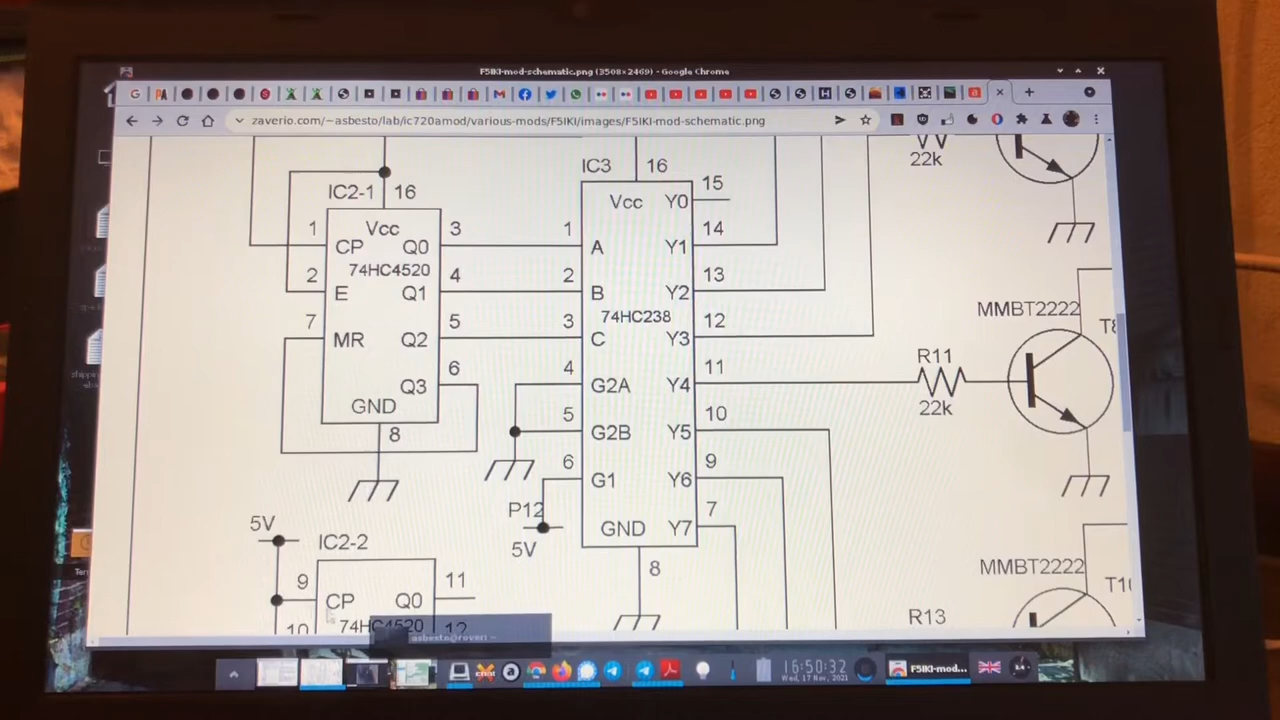 F5IKI-mod-schematic.png (3508×2469) - Google Chrome
zaverio.com/~asbesto/lab/ic720amod/various-mods/F5IKI/images/F5IKI-mod-schematic.png
22k
IC2-1 16
1 CP Vcc Q0 3
74HC4520
2 E Q1 4
7 MR Q2 5
Q3 6
GND
8
IC3 16
Vcc Y0 15
1 A Y1 14
2 B Y2 13
74HC238
3 C Y3 12
4 G2A Y4 11
5 G2B Y5 10
6 G1 Y6 9
P12
5V
GND Y7 7
8
MMBT2222
R11
22k
5V
IC2-2
9 CP Q0 11
10 74HC4520 12
MMBT2222
R13
asbesto@roveri: ~
16:50:32
Wed, 17 Nov, 2021
F5IKI-mod...